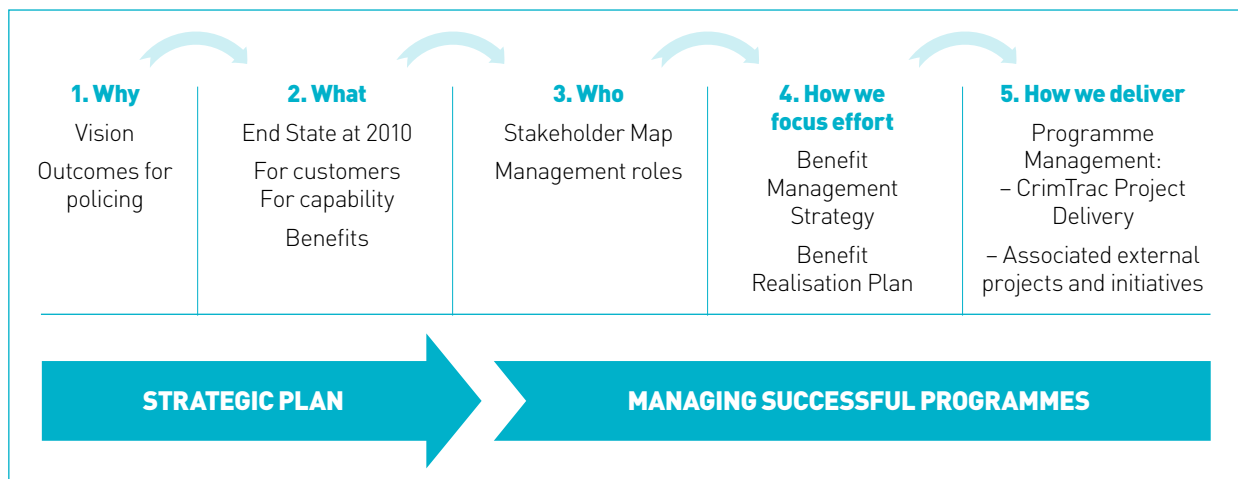 1. Why
Vision
Outcomes for
policing
2. What
End State at 2010
For customers
For capability
Benefits
3. Who
Stakeholder Map
Management roles
4. How we
focus effort
Benefit
Management
Strategy
Benefit
Realisation Plan
5. How we deliver
Programme
Management:
– CrimTrac Project
Delivery
– Associated external
projects and initiatives
STRATEGIC PLAN
MANAGING SUCCESSFUL PROGRAMMES